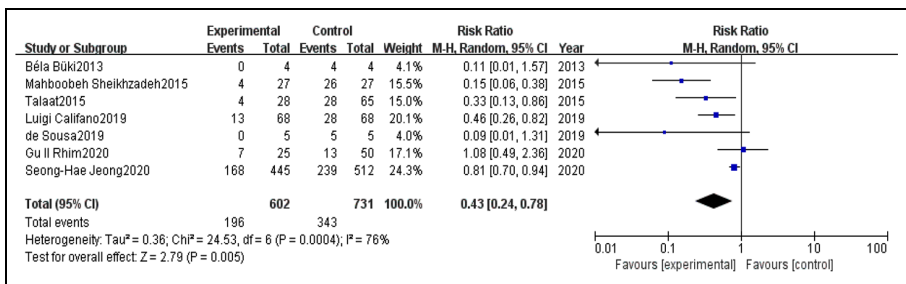 Experimental Control Risk Ratio Risk Ratio
Study or Subgroup Events Total Events Total Weight M-H, Random, 95% CI Year M-H, Random, 95% CI
Béla Büki2013 0 4 4 4 4.1% 0.11 [0.01, 1.57] 2013
Mahboobeh Sheikhzadeh2015 4 27 26 27 15.5% 0.15 [0.06, 0.38] 2015
Talaat2015 4 28 28 65 15.0% 0.33 [0.13, 0.86] 2015
Luigi Califano2019 13 68 28 68 20.1% 0.46 [0.26, 0.82] 2019
de Sousa2019 0 5 5 5 4.0% 0.09 [0.01, 1.31] 2019
Gu Il Rhim2020 7 25 13 50 17.1% 1.08 [0.49, 2.36] 2020
Seong-Hae Jeong2020 168 445 239 512 24.3% 0.81 [0.70, 0.94] 2020
Total (95% CI) 602 731 100.0% 0.43 [0.24, 0.78]
Total events 196 343
Heterogeneity: Tau² = 0.36; Chi² = 24.53, df = 6 (P = 0.0004); I² = 76%
Test for overall effect: Z = 2.79 (P = 0.005)
0.01 0.1 1 10 100
Favours [experimental] Favours [control]